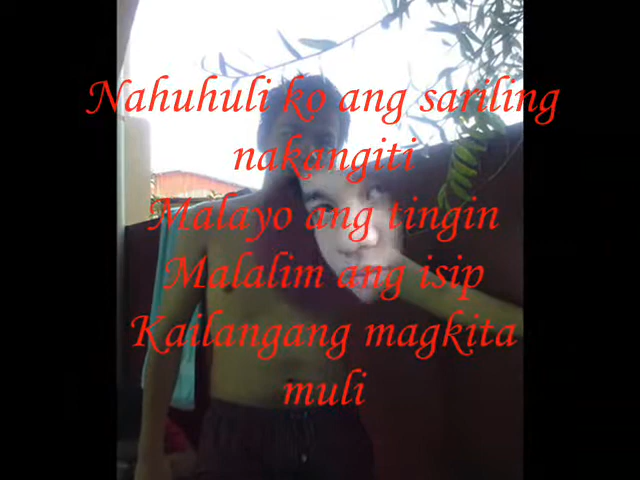 Nahuhuli ko ang sariling
nakangiti
Malayo ang tingin
Malalim ang isip
Kailangang magkita
muli